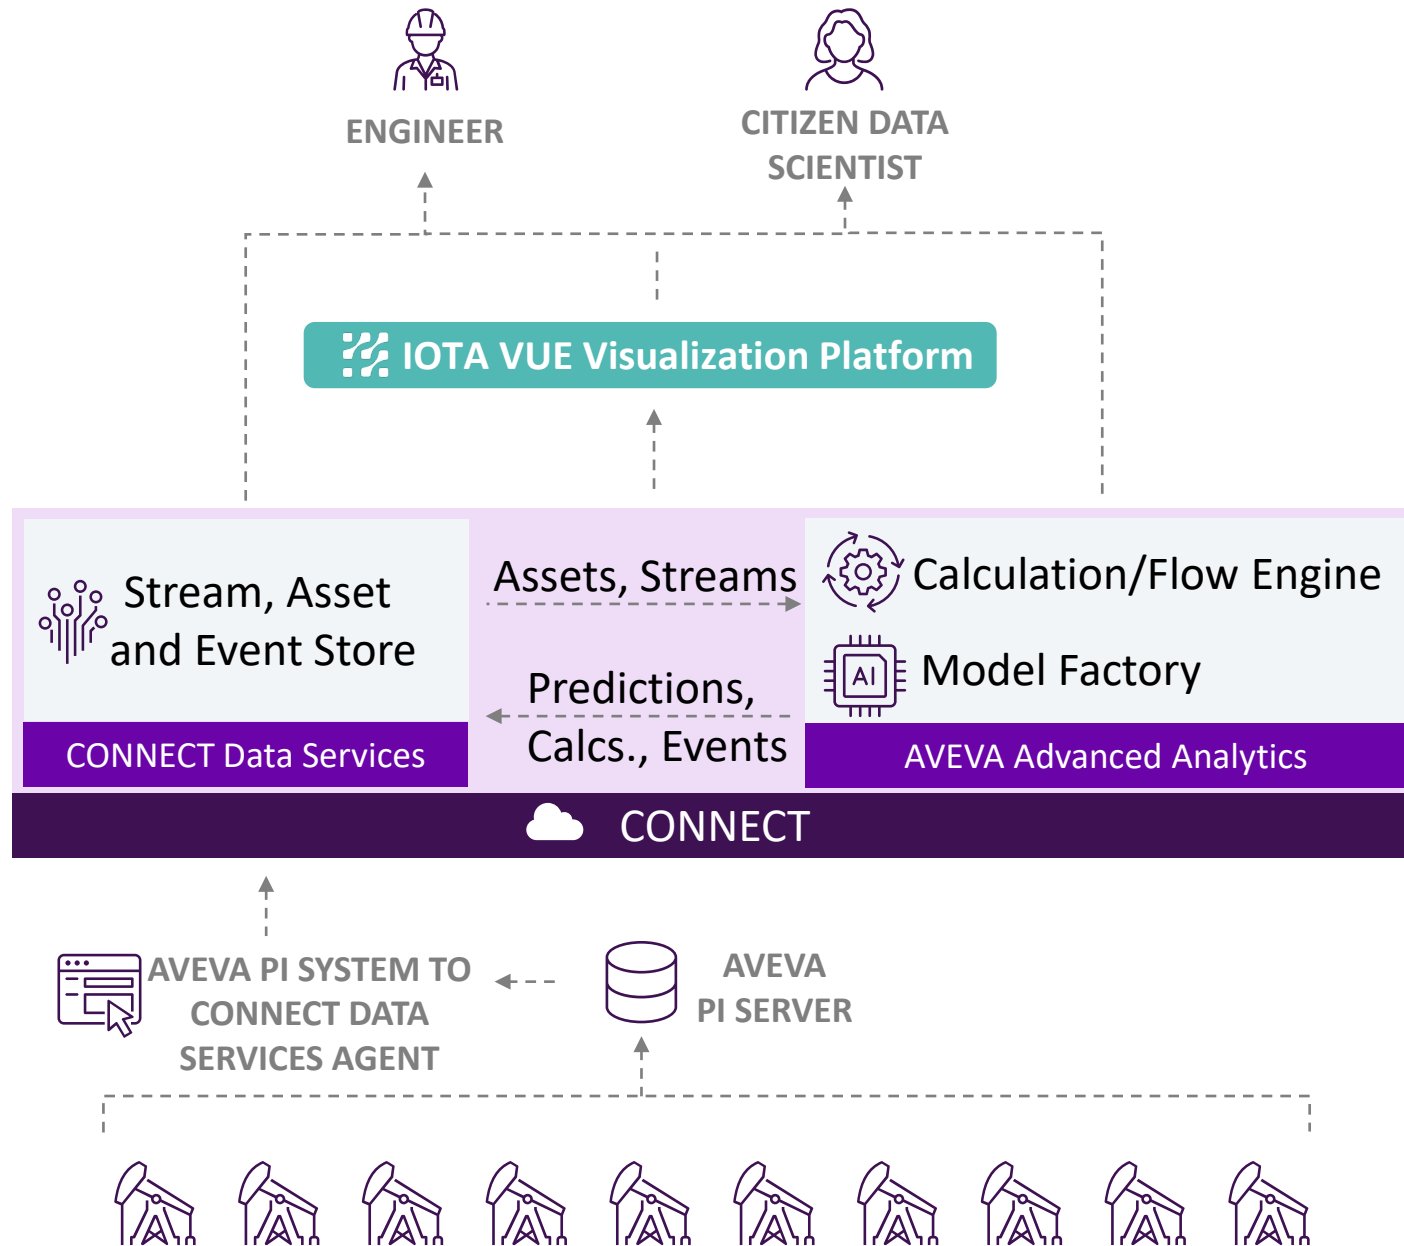 ENGINEER
CITIZEN DATA
SCIENTIST
IOTA VUE Visualization Platform
Stream, Asset
and Event Store
CONNECT Data Services
Assets, Streams
Predictions,
Calcs., Events
Calculation/Flow Engine
AI
Model Factory
AVEVA Advanced Analytics
CONNECT
AVEVA PI SYSTEM TO
CONNECT DATA
SERVICES AGENT
AVEVA
PI SERVER